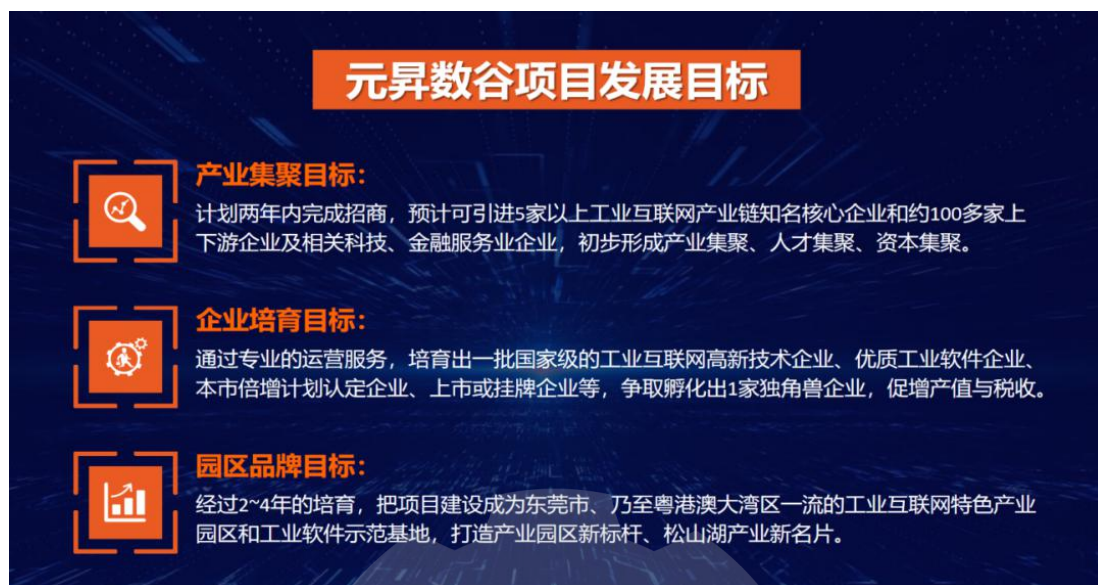 元昇数谷项目发展目标
产业集聚目标：
计划两年内完成招商，预计可引进5家以上工业互联网产业链知名核心企业和约100多家上
下游企业及相关科技、金融服务业企业，初步形成产业集聚、人才集聚、资本集聚。
企业培育目标：
通过专业的运营服务，培育出一批国家级的工业互联网高新技术企业、优质工业软件企业、
本市倍增计划认定企业、上市或挂牌企业等，争取孵化出1家独角兽企业，促增产值与税收。
园区品牌目标：
经过2~4年的培育，把项目建设成为东莞市、乃至粤港澳大湾区一流的工业互联网特色产业
园区和工业软件示范基地，打造产业园区新标杆、松山湖产业新名片。